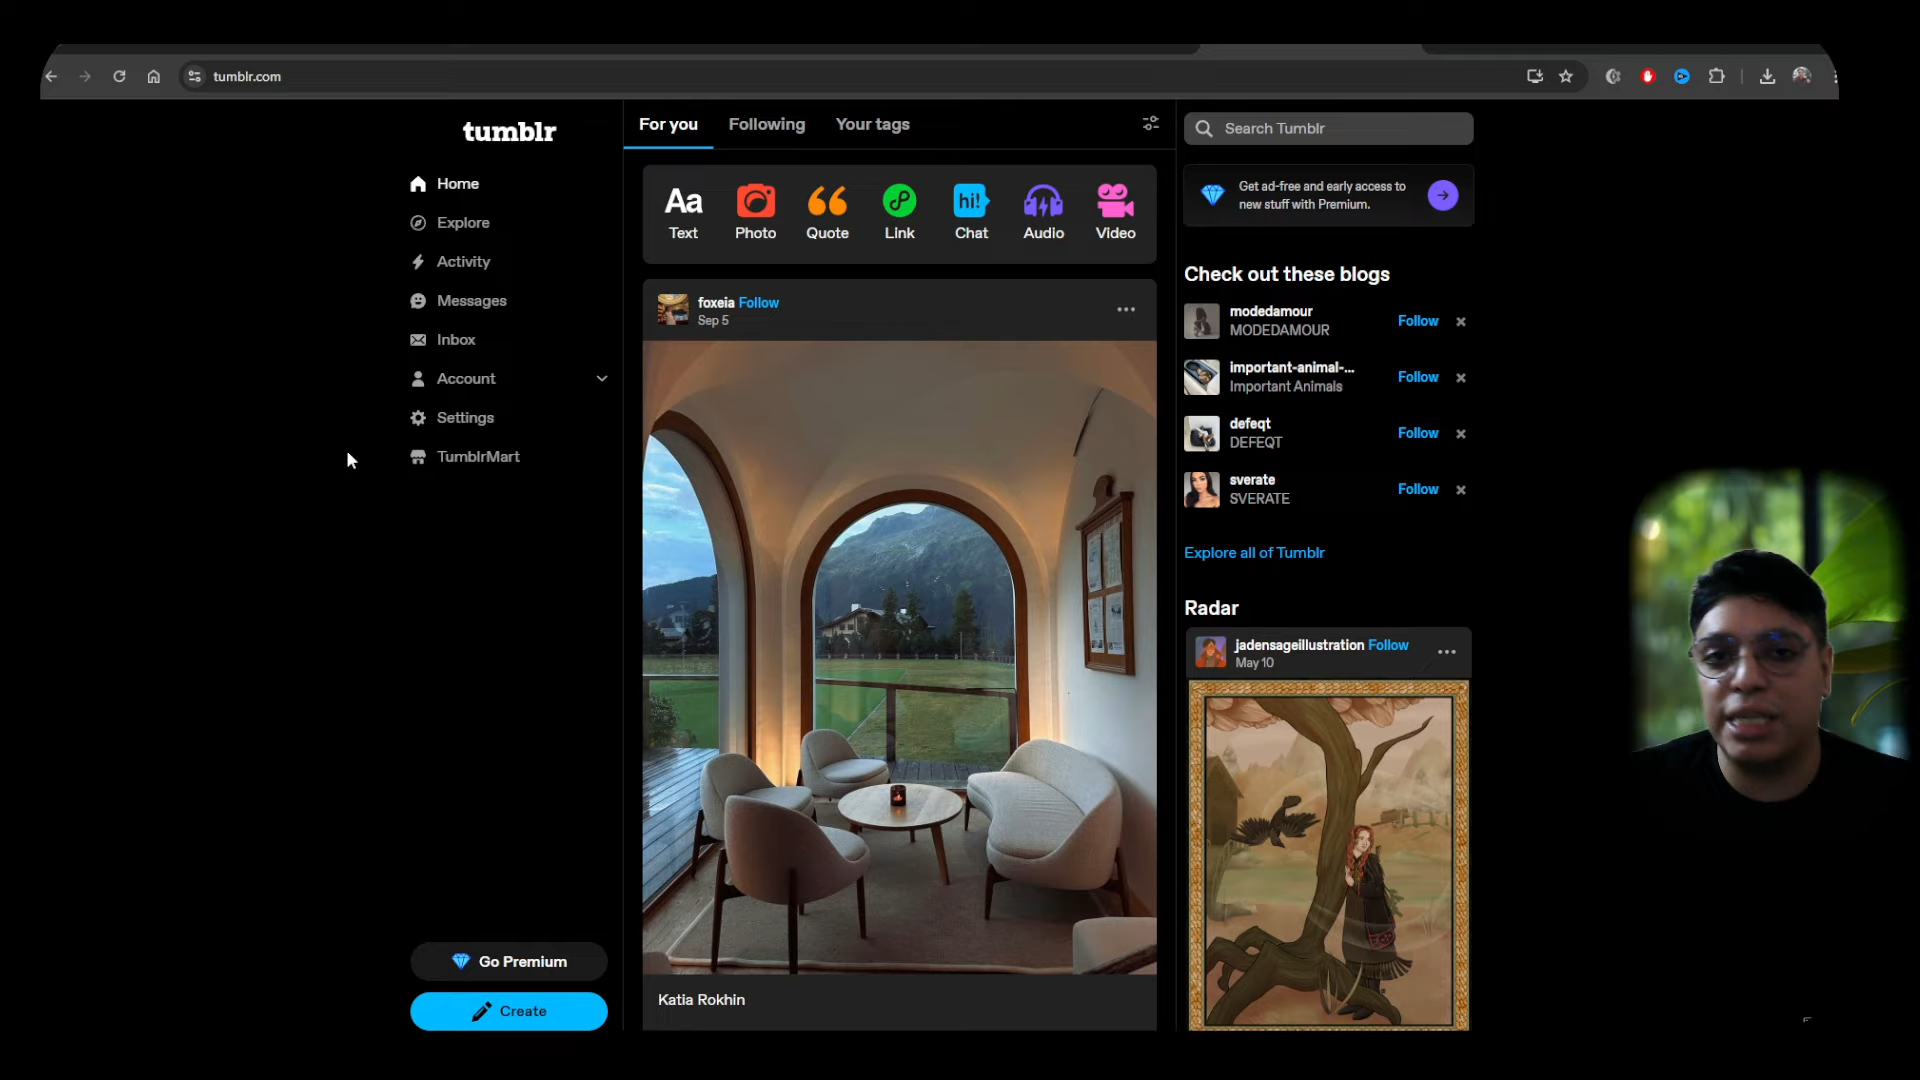 tumblr.com
tumblr
Home
Explore
Activity
Messages
Inbox
Account
Settings
TumblrMart
Go Premium
Create
For you
Following
Your tags
Aa
hi!
Text
Photo
Quote
Link
Chat
Audio
Video
foxeia Follow
Sep 5
Katia Rokhin
Search Tumblr
Get ad-free and early access to
new stuff with Premium.
Check out these blogs
modedamour
MODEDAMOUR
Follow
important-animal-...
Important Animals
Follow
defeqt
DEFEQT
Follow
sverate
SVERATE
Follow
Explore all of Tumblr
Radar
jadensageillustration Follow
May 10